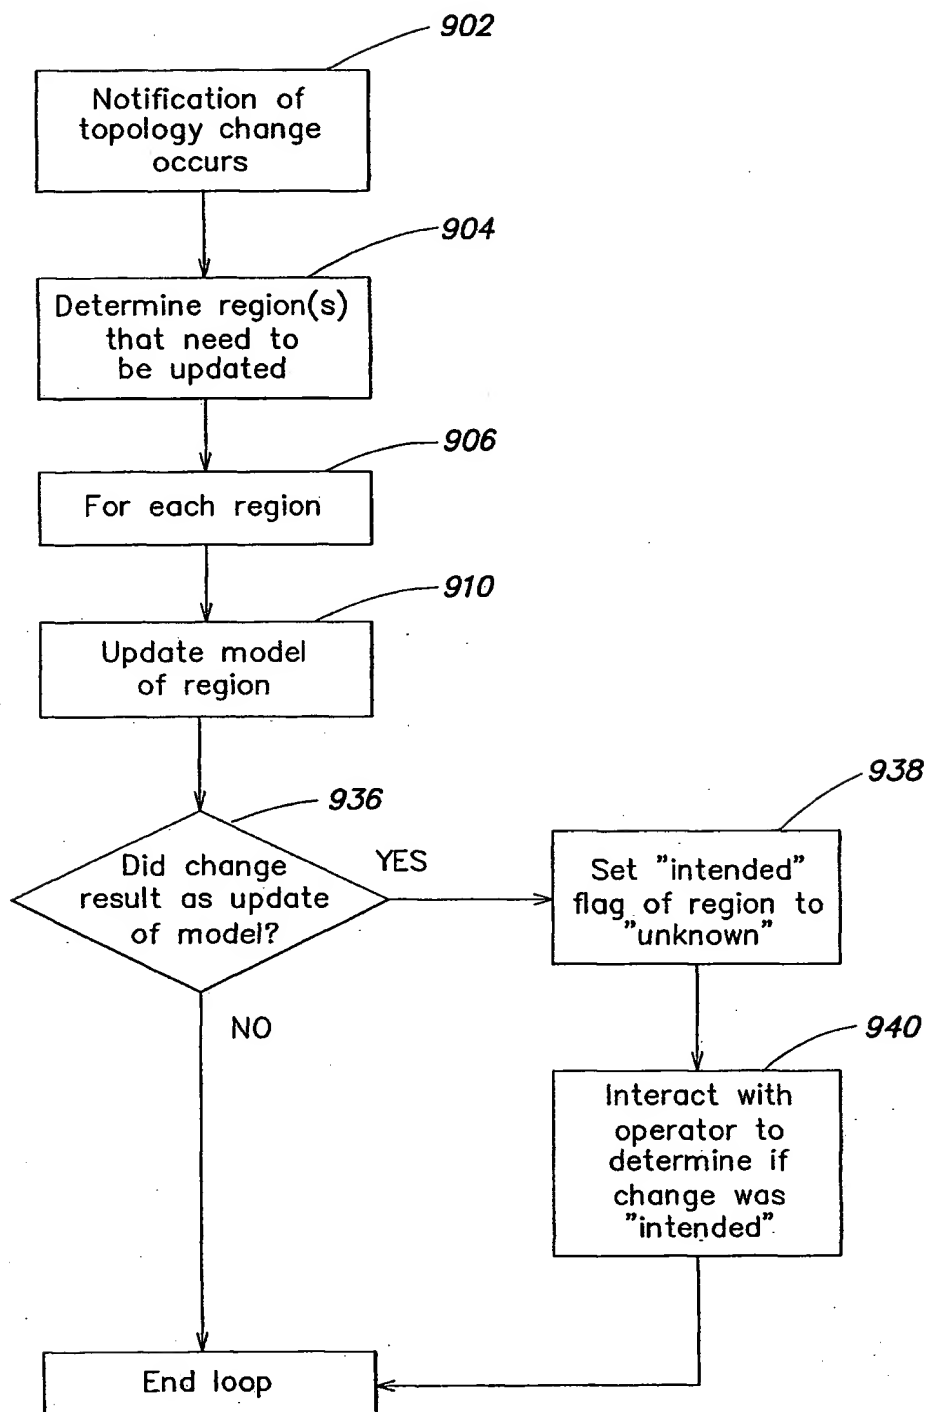 902
Notification of
topology change
occurs
904
Determine region(s)
that need to
be updated
906
For each region
910
Update model
of region
936
Did change
result as update
of model?
YES
938
Set "intended"
flag of region to
"unknown"
NO
940
Interact with
operator to
determine if
change was
"intended"
End loop